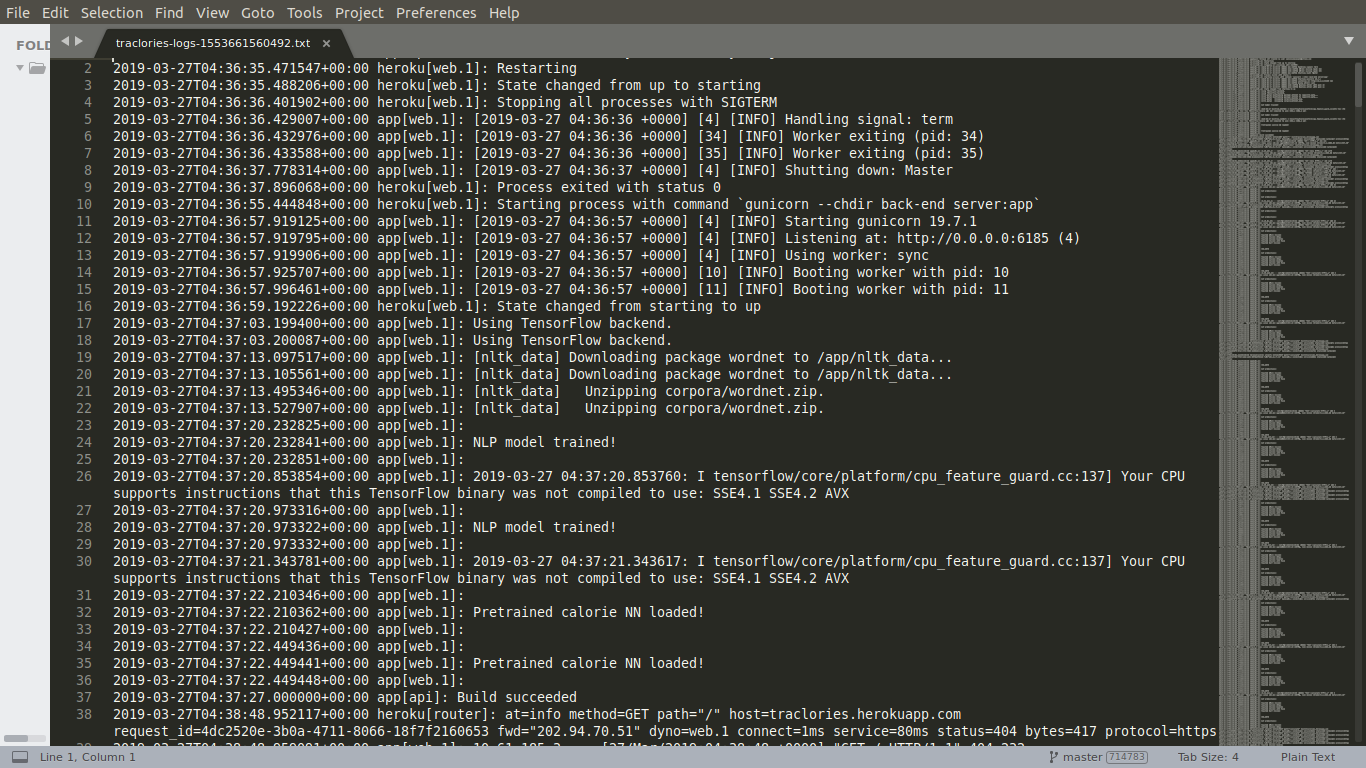 File Edit Selection Find View Goto Tools Project Preferences Help
FOLD
traclories-logs-1553661560492.txt ×
2 2019-03-27T04:36:35.471547+00:00 heroku[web.1]: Restarting
3 2019-03-27T04:36:35.488206+00:00 heroku[web.1]: State changed from up to starting
4 2019-03-27T04:36:36.401902+00:00 heroku[web.1]: Stopping all processes with SIGTERM
5 2019-03-27T04:36:36.429007+00:00 app[web.1]: [2019-03-27 04:36:36 +0000] [4] [INFO] Handling signal: term
6 2019-03-27T04:36:36.432976+00:00 app[web.1]: [2019-03-27 04:36:36 +0000] [34] [INFO] Worker exiting (pid: 34)
7 2019-03-27T04:36:36.433588+00:00 app[web.1]: [2019-03-27 04:36:36 +0000] [35] [INFO] Worker exiting (pid: 35)
8 2019-03-27T04:36:37.778314+00:00 app[web.1]: [2019-03-27 04:36:37 +0000] [4] [INFO] Shutting down: Master
9 2019-03-27T04:36:37.896068+00:00 heroku[web.1]: Process exited with status 0
10 2019-03-27T04:36:55.444848+00:00 heroku[web.1]: Starting process with command `gunicorn --chdir back-end server:app`
11 2019-03-27T04:36:57.919125+00:00 app[web.1]: [2019-03-27 04:36:57 +0000] [4] [INFO] Starting gunicorn 19.7.1
12 2019-03-27T04:36:57.919795+00:00 app[web.1]: [2019-03-27 04:36:57 +0000] [4] [INFO] Listening at: http://0.0.0.0:6185 (4)
13 2019-03-27T04:36:57.919906+00:00 app[web.1]: [2019-03-27 04:36:57 +0000] [4] [INFO] Using worker: sync
14 2019-03-27T04:36:57.925707+00:00 app[web.1]: [2019-03-27 04:36:57 +0000] [10] [INFO] Booting worker with pid: 10
15 2019-03-27T04:36:57.996461+00:00 app[web.1]: [2019-03-27 04:36:57 +0000] [11] [INFO] Booting worker with pid: 11
16 2019-03-27T04:36:59.192226+00:00 heroku[web.1]: State changed from starting to up
17 2019-03-27T04:37:03.199400+00:00 app[web.1]: Using TensorFlow backend.
18 2019-03-27T04:37:03.200087+00:00 app[web.1]: Using TensorFlow backend.
19 2019-03-27T04:37:13.097517+00:00 app[web.1]: [nltk_data] Downloading package wordnet to /app/nltk_data...
20 2019-03-27T04:37:13.105561+00:00 app[web.1]: [nltk_data] Downloading package wordnet to /app/nltk_data...
21 2019-03-27T04:37:13.495346+00:00 app[web.1]: [nltk_data]   Unzipping corpora/wordnet.zip.
22 2019-03-27T04:37:13.527907+00:00 app[web.1]: [nltk_data]   Unzipping corpora/wordnet.zip.
23 2019-03-27T04:37:20.232825+00:00 app[web.1]:
24 2019-03-27T04:37:20.232841+00:00 app[web.1]: NLP model trained!
25 2019-03-27T04:37:20.232851+00:00 app[web.1]:
26 2019-03-27T04:37:20.853854+00:00 app[web.1]: 2019-03-27 04:37:20.853760: I tensorflow/core/platform/cpu_feature_guard.cc:137] Your CPU
supports instructions that this TensorFlow binary was not compiled to use: SSE4.1 SSE4.2 AVX
27 2019-03-27T04:37:20.973316+00:00 app[web.1]:
28 2019-03-27T04:37:20.973322+00:00 app[web.1]: NLP model trained!
29 2019-03-27T04:37:20.973332+00:00 app[web.1]:
30 2019-03-27T04:37:21.343781+00:00 app[web.1]: 2019-03-27 04:37:21.343617: I tensorflow/core/platform/cpu_feature_guard.cc:137] Your CPU
supports instructions that this TensorFlow binary was not compiled to use: SSE4.1 SSE4.2 AVX
31 2019-03-27T04:37:22.210346+00:00 app[web.1]:
32 2019-03-27T04:37:22.210362+00:00 app[web.1]: Pretrained calorie NN loaded!
33 2019-03-27T04:37:22.210427+00:00 app[web.1]:
34 2019-03-27T04:37:22.449436+00:00 app[web.1]:
35 2019-03-27T04:37:22.449441+00:00 app[web.1]: Pretrained calorie NN loaded!
36 2019-03-27T04:37:22.449448+00:00 app[web.1]:
37 2019-03-27T04:37:27.000000+00:00 app[api]: Build succeeded
38 2019-03-27T04:38:48.952117+00:00 heroku[router]: at=info method=GET path="/" host=traclories.herokuapp.com
request_id=4dc2520e-3b0a-4711-8066-18f7f2160653 fwd="202.94.70.51" dyno=web.1 connect=1ms service=80ms status=404 bytes=417 protocol=https
Line 1, Column 1 master 714783 Tab Size: 4 Plain Text